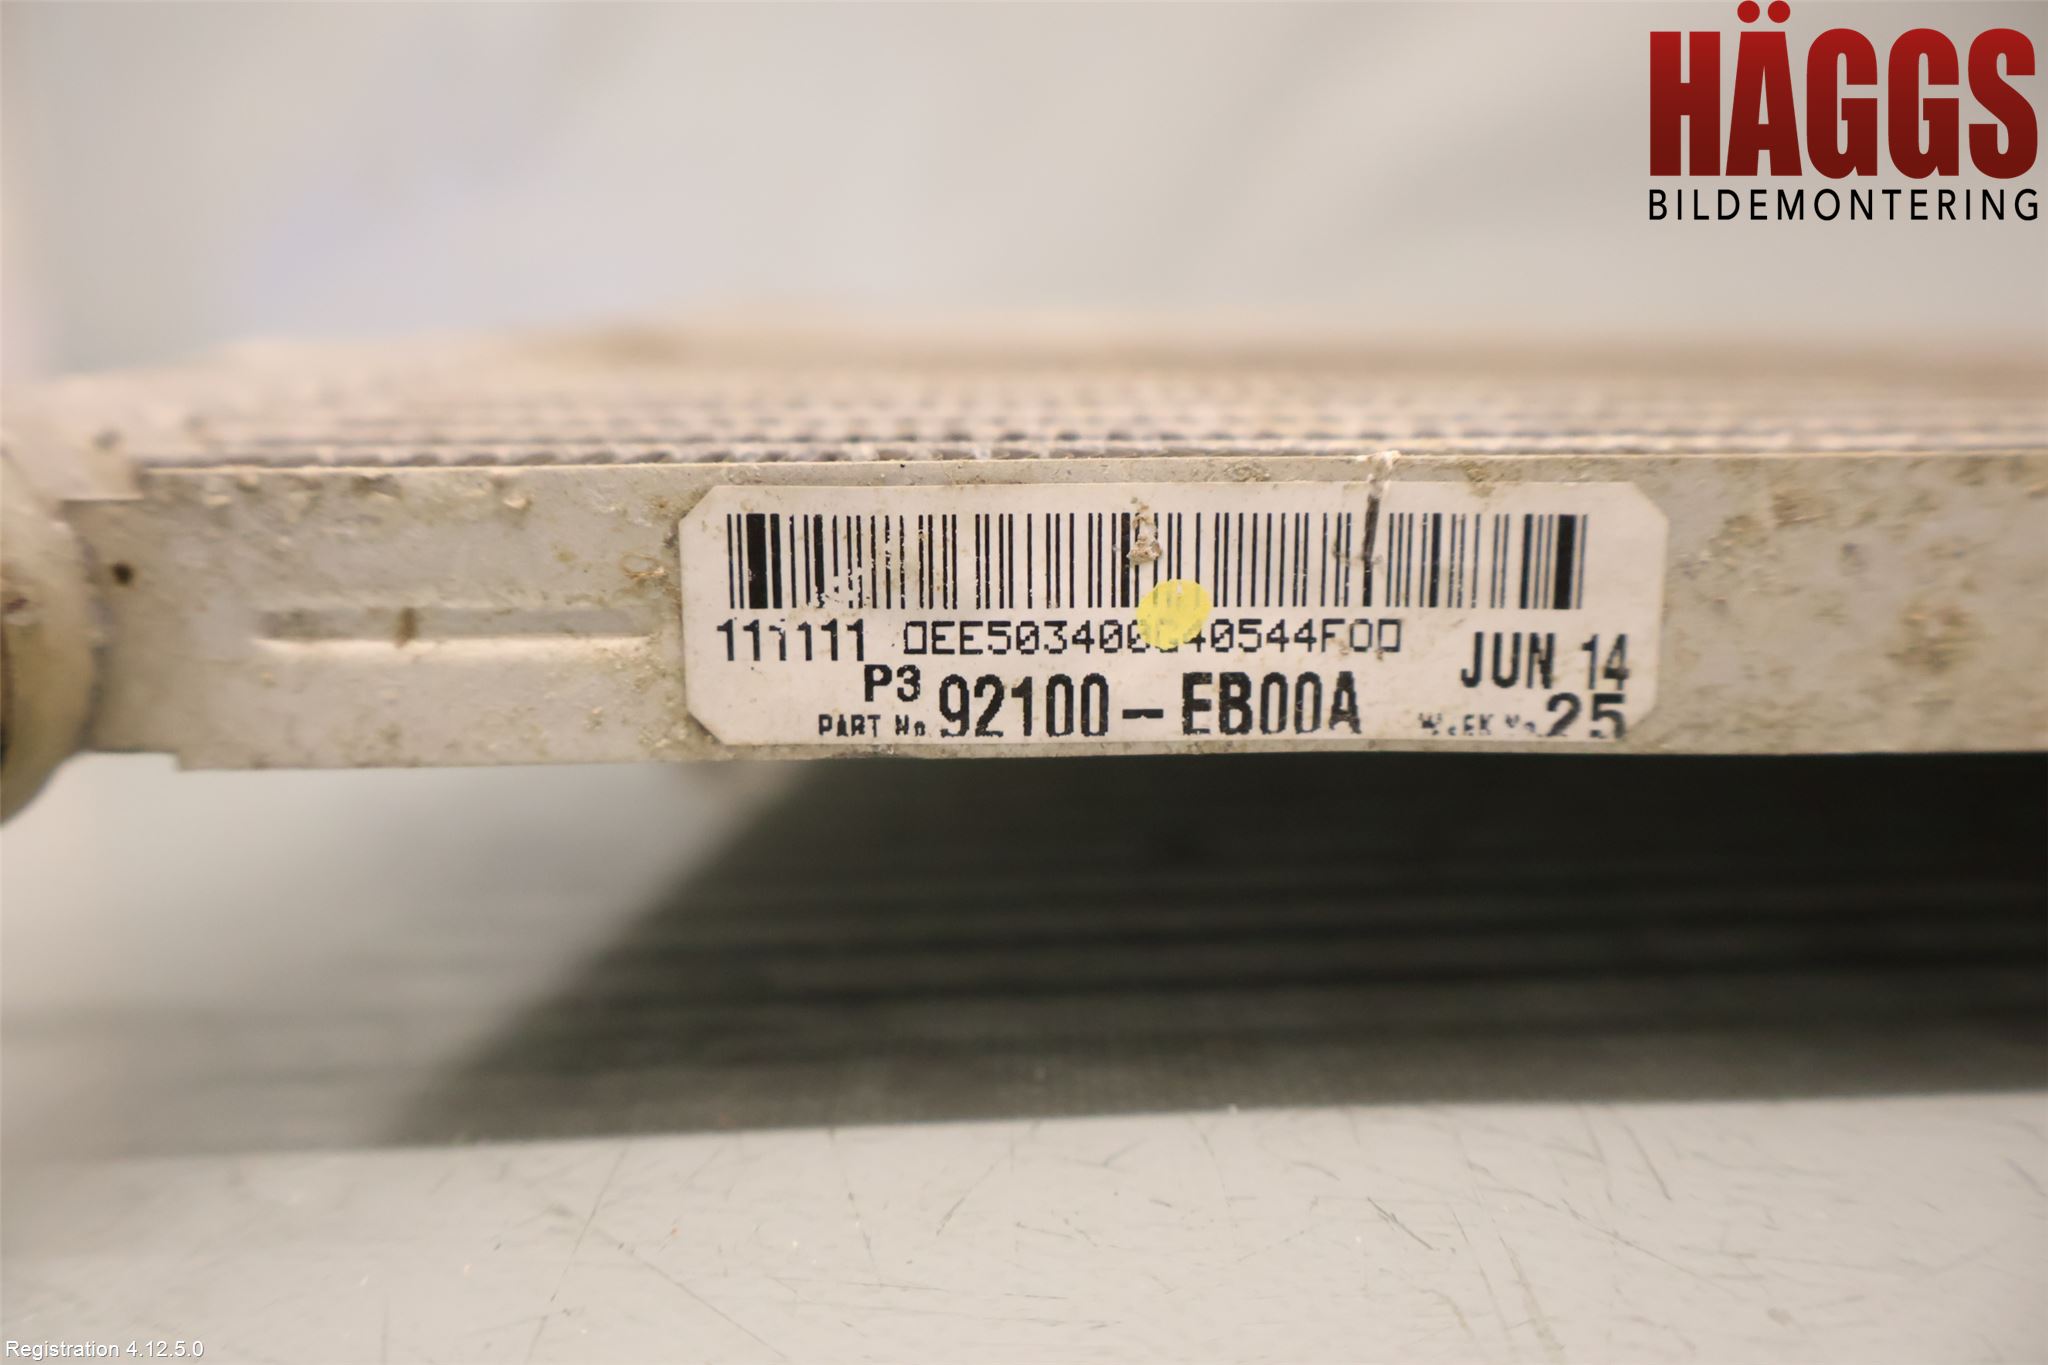 HÄGGS
BILDEMONTERING
111111
P3 92100-EB00A JUN 14
PART No. 25
Registration 4.12.5.0